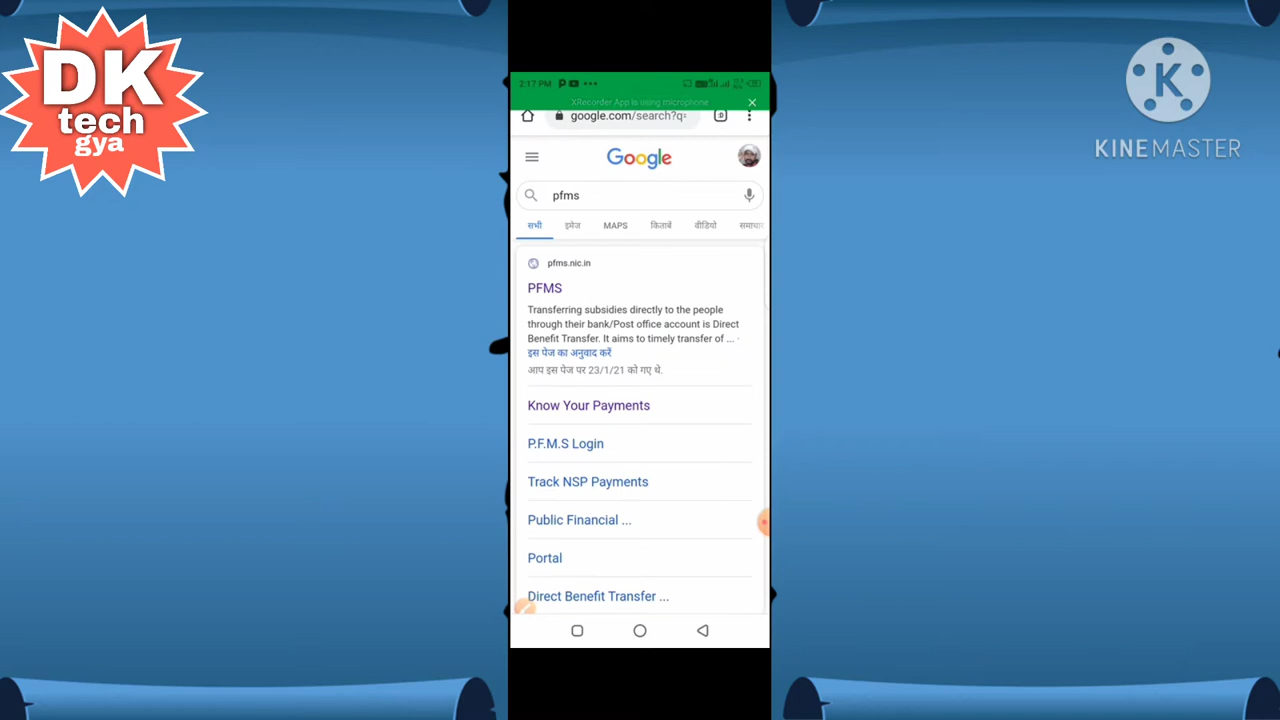 DK
tech
gya
KINEMASTER
2:17 PM
XRecorder App is using microphone
google.com/search?q=
:D
Google
pfms
सभी इमेज MAPS किताबें वीडियो समाचार
pfms.nic.in
PFMS
Transferring subsidies directly to the people
through their bank/Post office account is Direct
Benefit Transfer. It aims to timely transfer of ... ·
इस पेज का अनुवाद करें
आप इस पेज पर 23/1/21 को गए थे.
Know Your Payments
P.F.M.S Login
Track NSP Payments
Public Financial ...
Portal
Direct Benefit Transfer ...